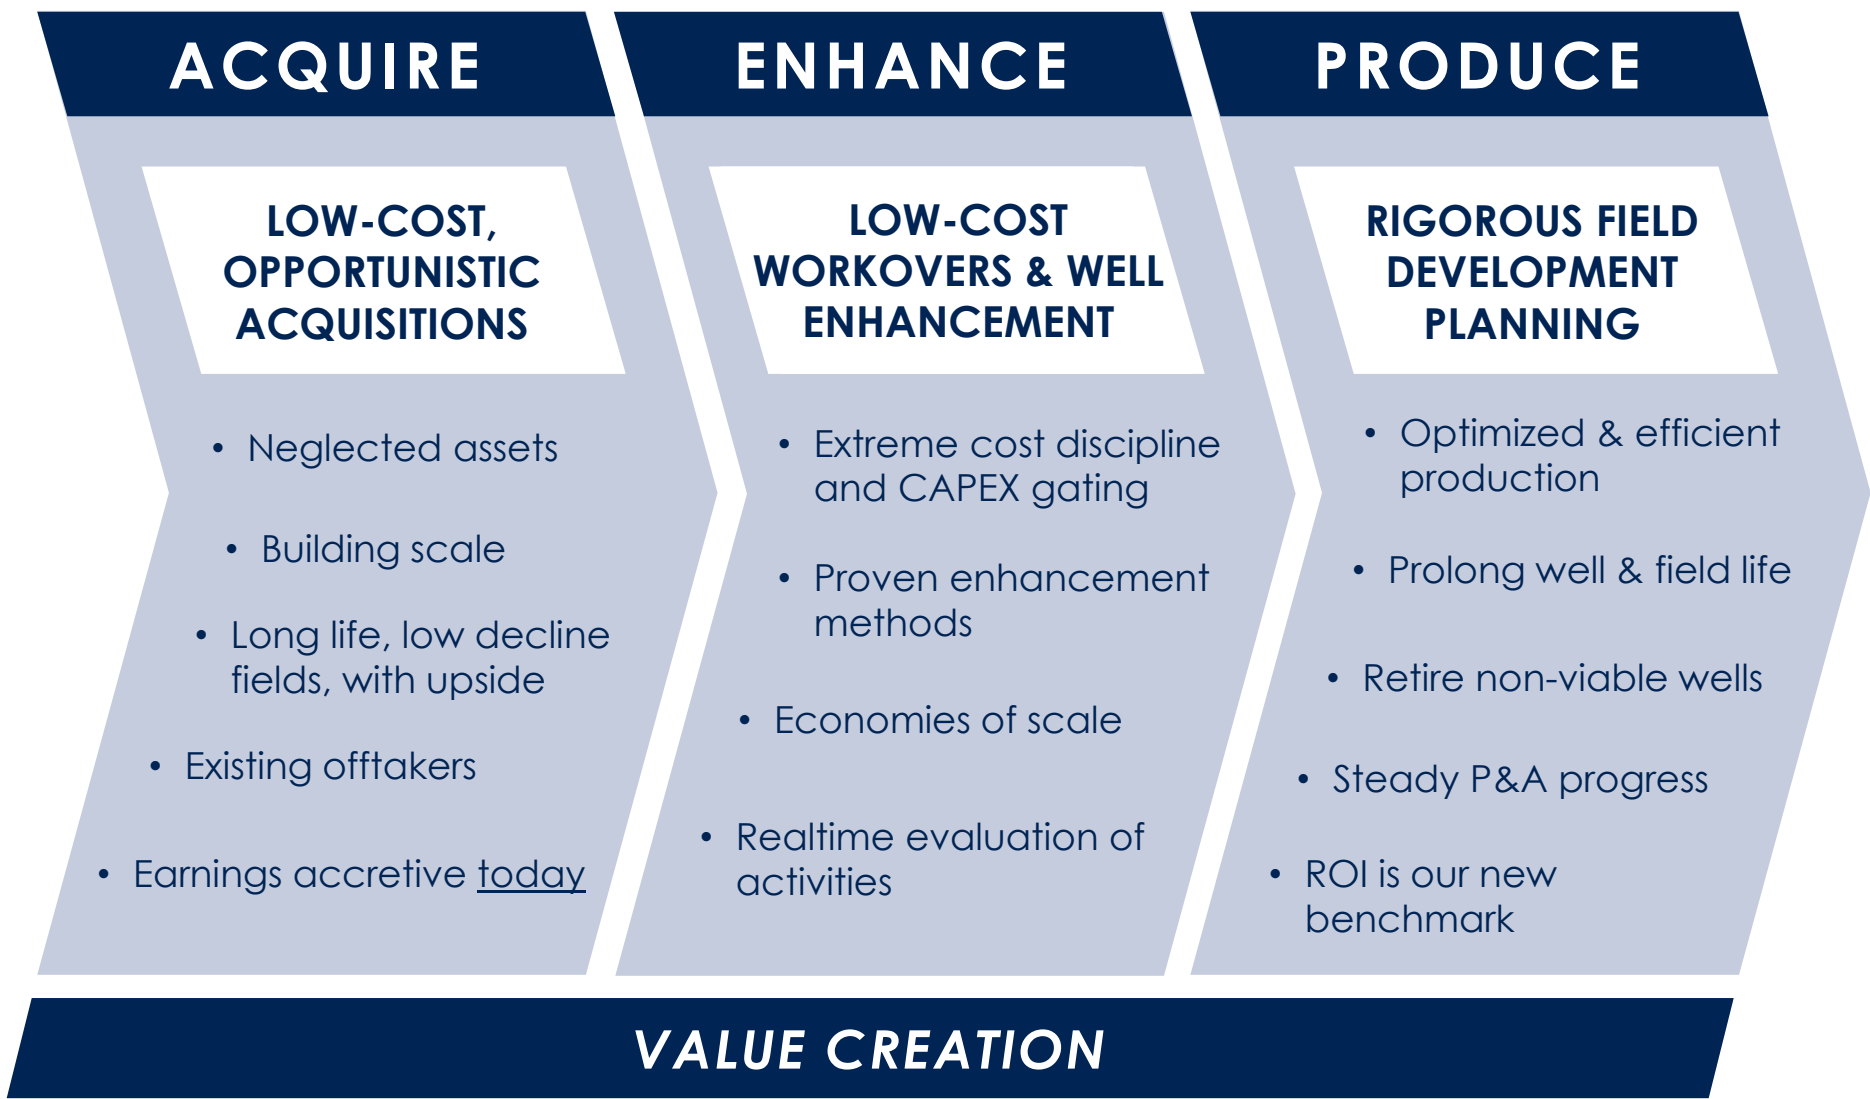 ACQUIRE
LOW-COST,
OPPORTUNISTIC
ACQUISITIONS
• Neglected assets
• Building scale
• Long life, low decline
fields, with upside
• Existing offtakers
• Earnings accretive today
ENHANCE
LOW-COST
WORKOVERS & WELL
ENHANCEMENT
• Extreme cost discipline
and CAPEX gating
• Proven enhancement
methods
• Economies of scale
• Realtime evaluation of
activities
PRODUCE
RIGOROUS FIELD
DEVELOPMENT
PLANNING
• Optimized & efficient
production
• Prolong well & field life
• Retire non-viable wells
• Steady P&A progress
• ROI is our new
benchmark
VALUE CREATION